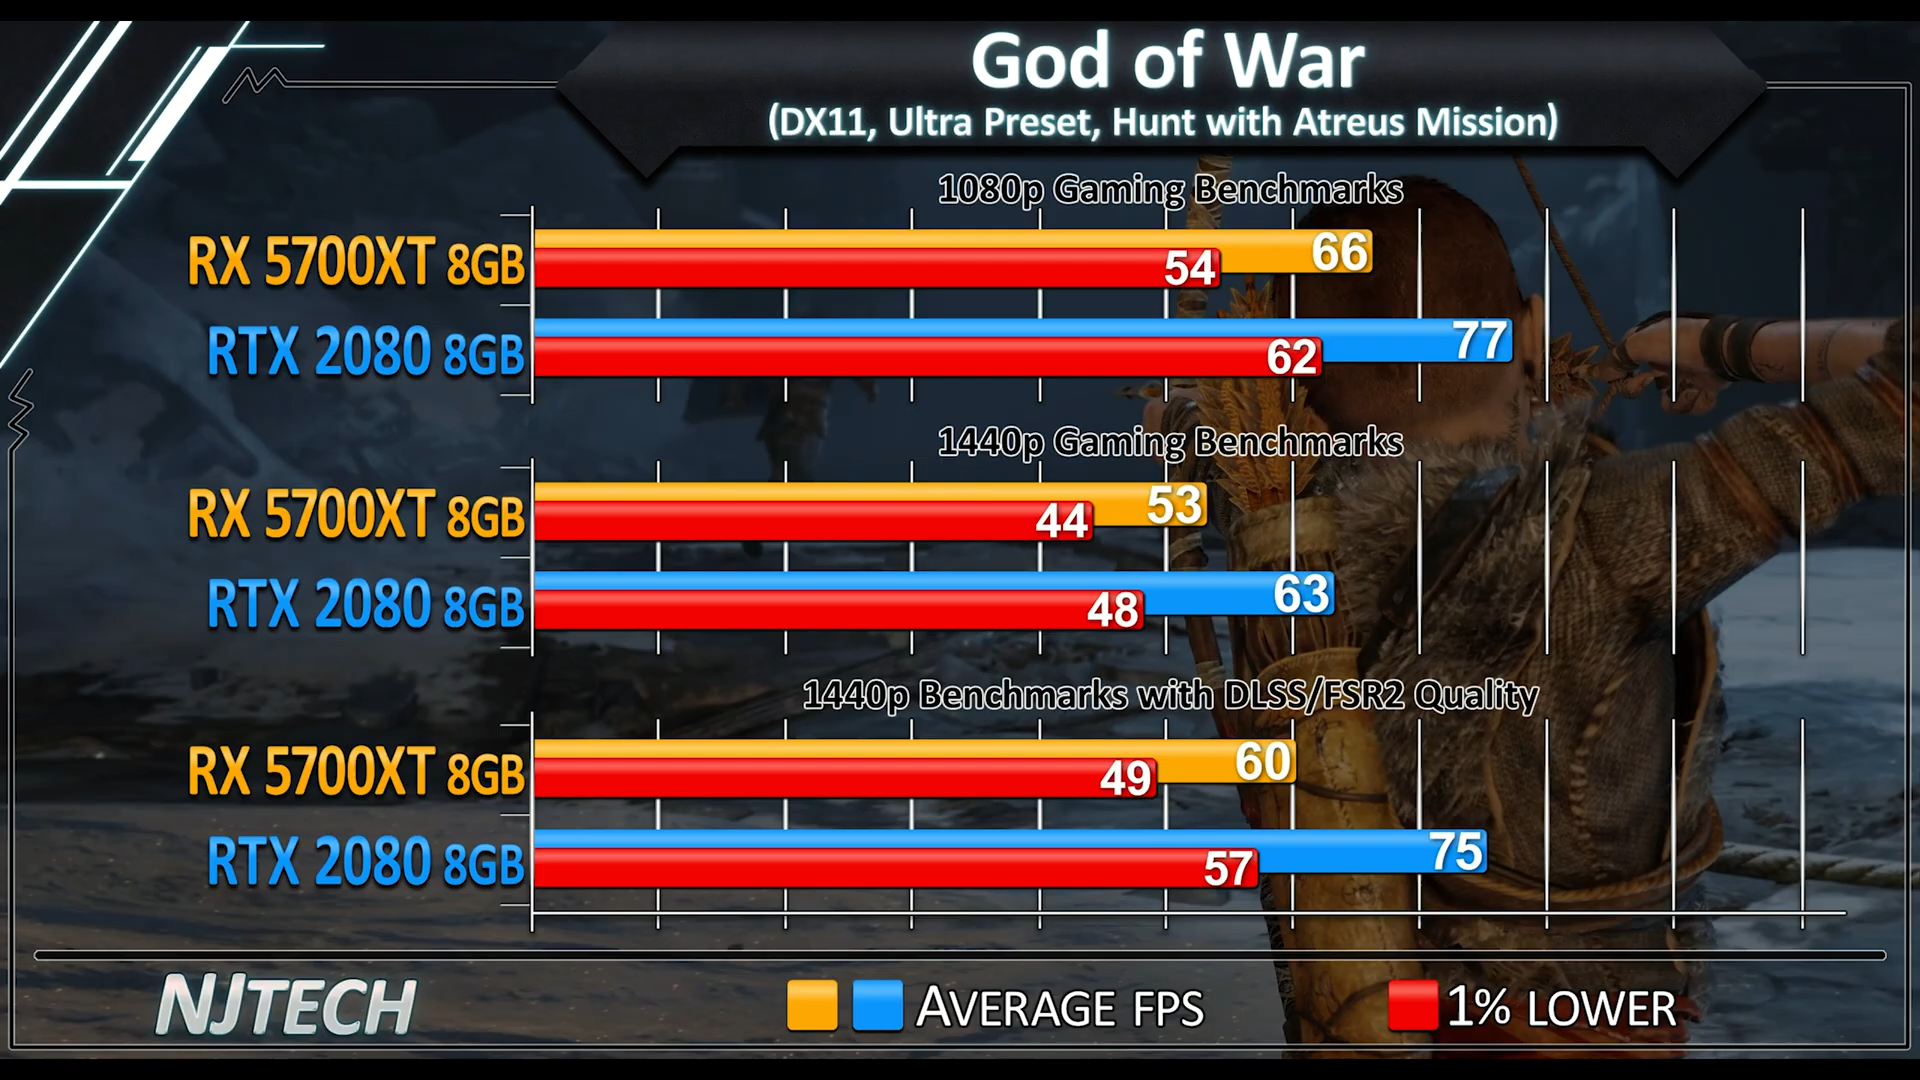 God of War
(DX11, Ultra Preset, Hunt with Atreus Mission)
1080p Gaming Benchmarks
RX 5700XT 8GB
66
54
RTX 2080 8GB
77
62
1440p Gaming Benchmarks
RX 5700XT 8GB
53
44
RTX 2080 8GB
63
48
1440p Benchmarks with DLSS/FSR2 Quality
RX 5700XT 8GB
60
49
RTX 2080 8GB
75
57
NJTECH
AVERAGE FPS
1% LOWER